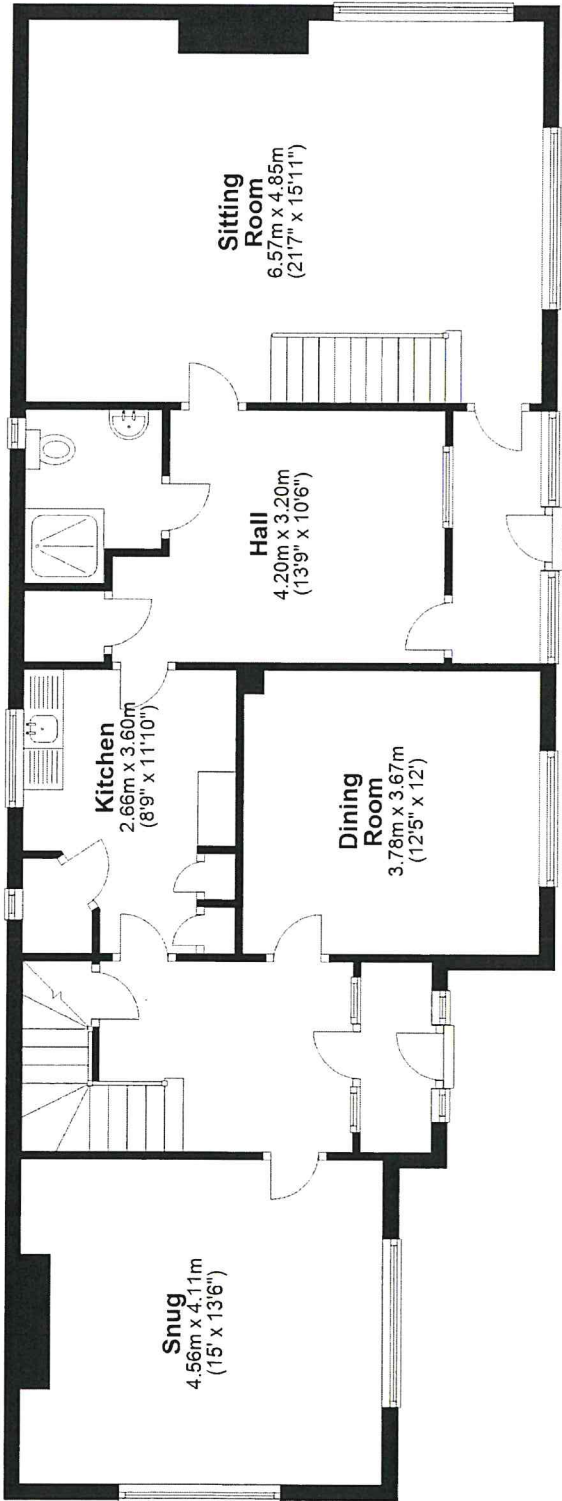 Sitting
Room
6.57m x 4.85m
(21'7" x 15'11")
Hall
4.20m x 3.20m
(13'9" x 10'6")
Kitchen
2.66m x 3.60m
(8'9" x 11'10")
Dining
Room
3.78m x 3.67m
(12'5" x 12')
Snug
4.56m x 4.11m
(15' x 13'6")